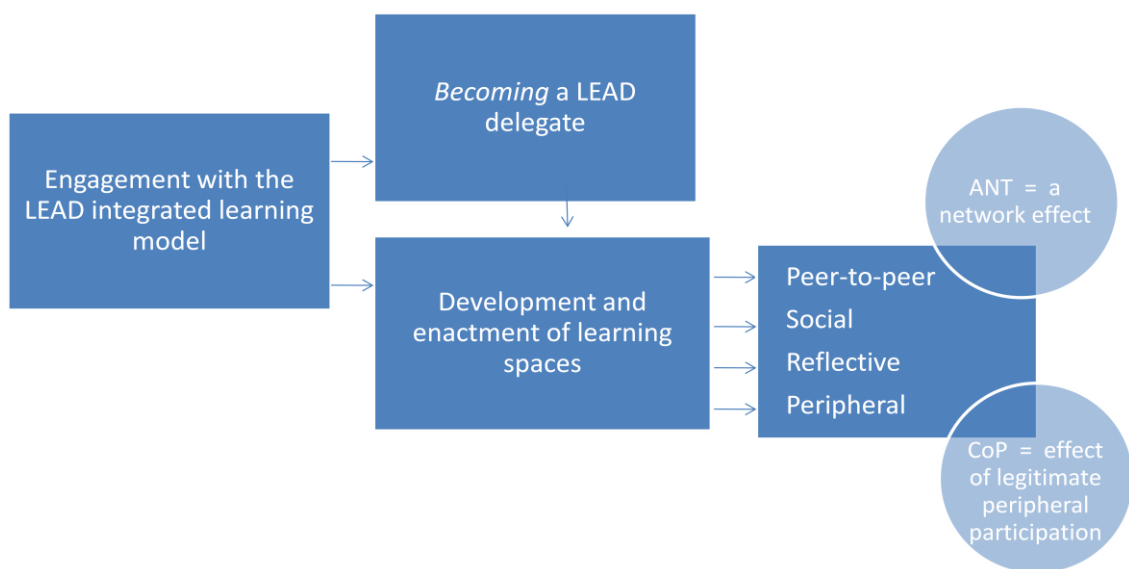 Becoming a LEAD
delegate
Engagement with the
LEAD integrated learning
model
Development and
enactment of learning
spaces
Peer-to-peer
Social
Reflective
Peripheral
ANT = a
network effect
CoP = effect
of legitimate
peripheral
participation